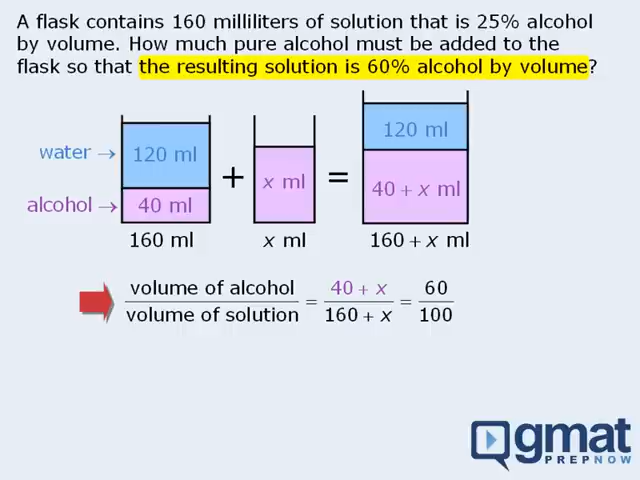 A flask contains 160 milliliters of solution that is 25% alcohol
by volume. How much pure alcohol must be added to the
flask so that the resulting solution is 60% alcohol by volume?
water → 120 ml + x ml = 120 ml
alcohol → 40 ml 40 + x ml
160 ml x ml 160 + x ml
volume of alcohol / volume of solution = 40 + x / 160 + x = 60 / 100
gmat
PREPNOW